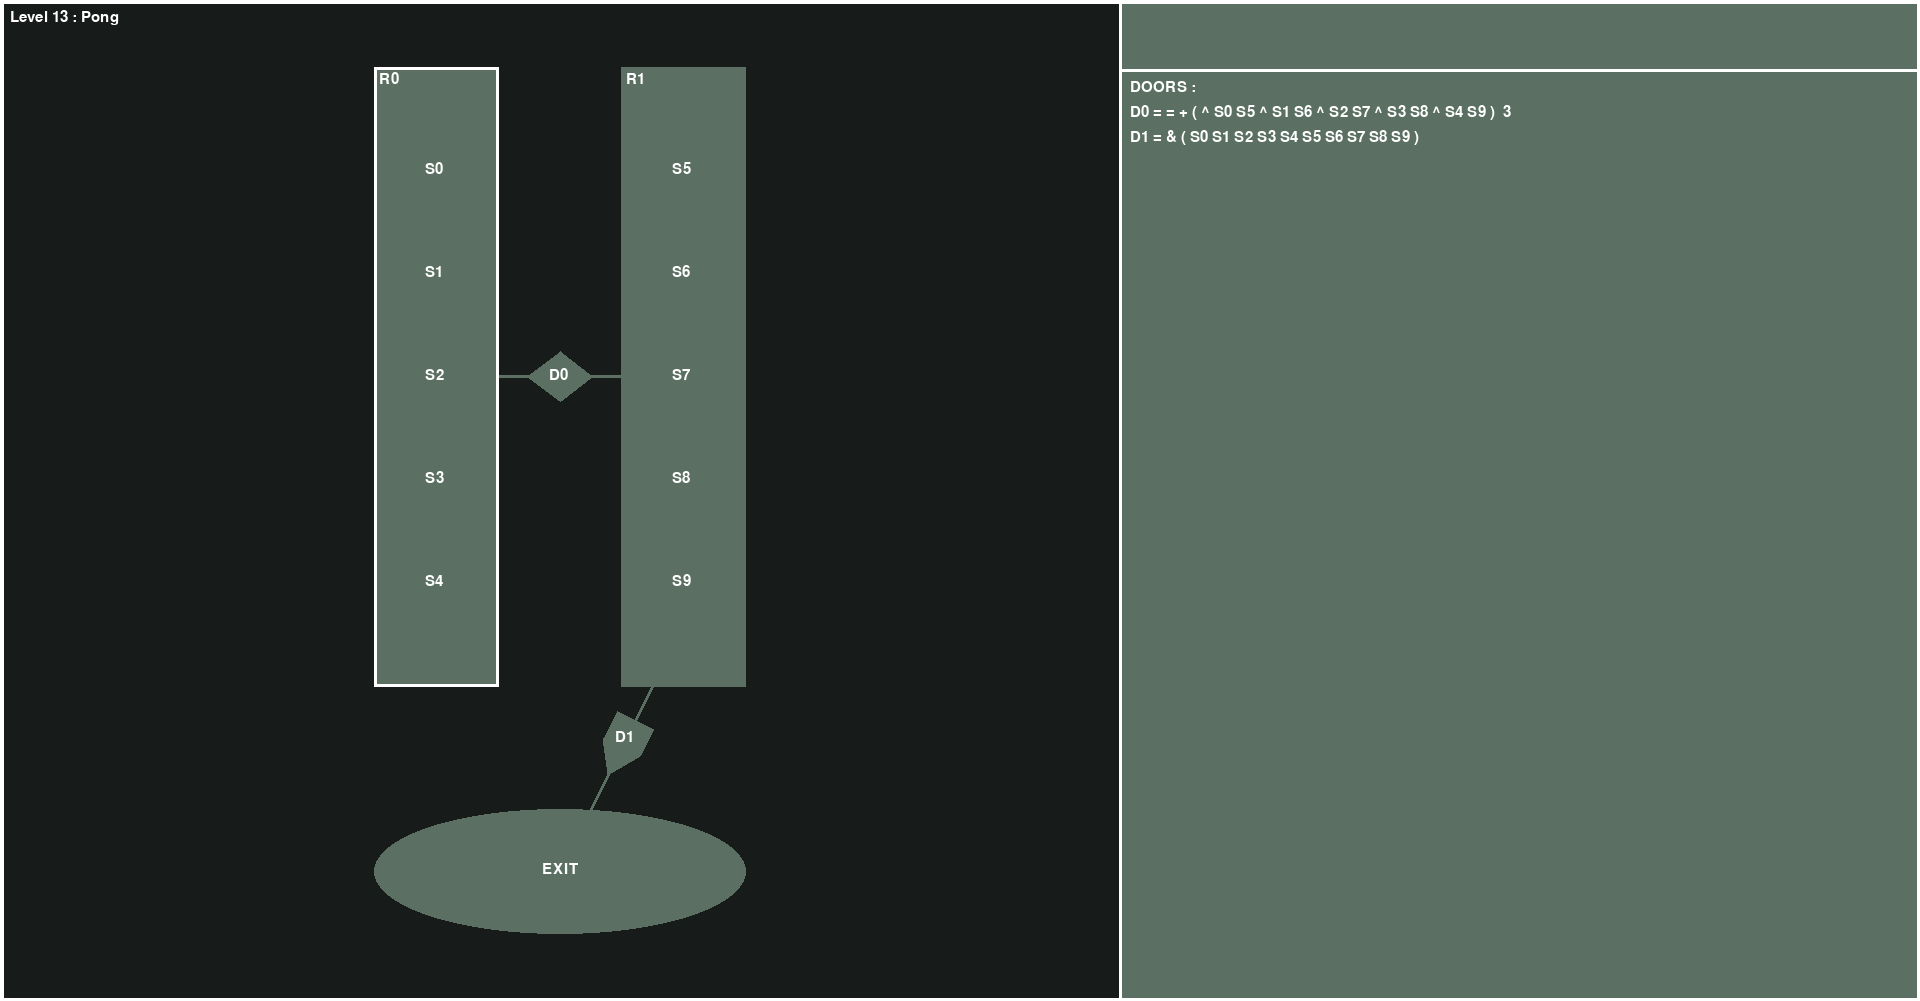 Level 13 : Pong
R0
R1
S0
S5
S1
S6
S2
D0
S7
S3
S8
S4
S9
D1
EXIT
DOORS :
D0 = = + ( ^ S0 S5 ^ S1 S6 ^ S2 S7 ^ S3 S8 ^ S4 S9 ) 3
D1 = & ( S0 S1 S2 S3 S4 S5 S6 S7 S8 S9 )